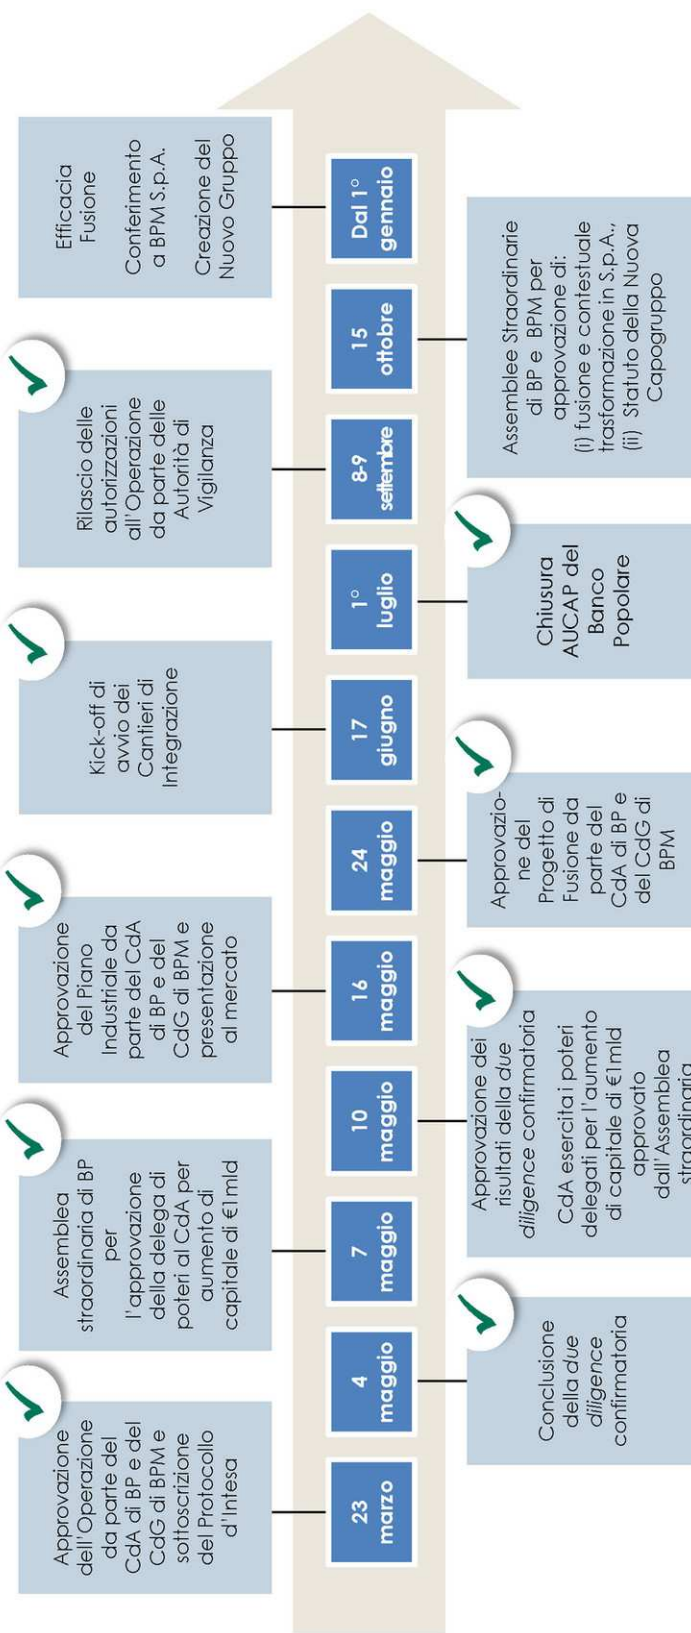 Approvazione
dell'Operazione
da parte del
CdA di BP e del
CdG di BPM e
sottoscrizione
del Protocollo
d'Intesa
23
marzo
4
maggio
Conclusione
della due
diligence
confirmatoria
Assemblea
straordinaria di BP
per
l'approvazione
della delega di
poteri al CdA per
aumento di
capitale di €1mld
7
maggio
10
maggio
Approvazione dei
risultati della due
diligence confirmatoria
CdA esercita i poteri
delegati per l'aumento
di capitale di €1mld
approvato
dall'Assemblea
straordinaria
Approvazione
del Piano
Industriale da
parte del CdA
di BP e del
CdG di BPM e
presentazione
al mercato
16
maggio
24
maggio
Approvazio-
ne del
Progetto di
Fusione da
parte del
CdA di BP e
del CdG di
BPM
Kick-off di
avvio dei
Cantieri di
Integrazione
17
giugno
1°
luglio
Chiusura
AUCAP del
Banco
Popolare
Rilascio delle
autorizzazioni
all'Operazione
da parte delle
Autorità di
Vigilanza
8-9
settembre
15
ottobre
Assemblee Straordinarie
di BP e BPM per
approvazione di:
(i) fusione e contestuale
trasformazione in S.p.A.,
(ii) Statuto della Nuova
Capogruppo
Efficacia
Fusione
Conferimento
a BPM S.p.A.
Creazione del
Nuovo Gruppo
Dal 1°
gennaio